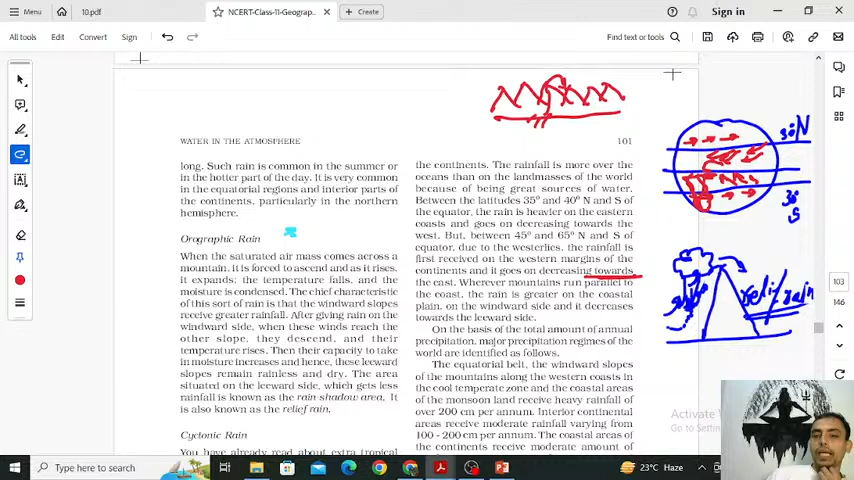 Menu
10.pdf
NCERT-Class-11-Geograp...
Create
Sign in
All tools
Edit
Convert
Sign
Find text or tools
30°N
30°
S
WATER IN THE ATMOSPHERE
101
long. Such rain is common in the summer or
in the hotter part of the day. It is very common
in the equatorial regions and interior parts of
the continents, particularly in the northern
hemisphere.
Orographic Rain
When the saturated air mass comes across a
mountain, it is forced to ascend and as it rises,
it expands; the temperature falls, and the
moisture is condensed. The chief characteristic
of this sort of rain is that the windward slopes
receive greater rainfall. After giving rain on the
windward side, when these winds reach the
other slope, they descend, and their
temperature rises. Then their capacity to take
in moisture increases and hence, these leeward
slopes remain rainless and dry. The area
situated on the leeward side, which gets less
rainfall is known as the rain-shadow area. It
is also known as the relief rain.
Cyctonic Rain
You have already read about extra tropical
the continents. The rainfall is more over the
oceans than on the landmasses of the world
because of being great sources of water.
Between the latitudes 35° and 40° N and S of
the equator, the rain is heavier on the eastern
coasts and goes on decreasing towards the
west. But, between 45° and 65° N and S of
equator, due to the westerlies, the rainfall is
first received on the western margins of the
continents and it goes on decreasing towards
the east. Wherever mountains run parallel to
the coast, the rain is greater on the coastal
plain, on the windward side and it decreases
towards the leeward side.
On the basis of the total amount of annual
precipitation, major precipitation regimes of the
world are identified as follows.
The equatorial belt, the windward slopes
of the mountains along the western coasts in
the cool temperate zone and the coastal areas
of the monsoon land receive heavy rainfall of
over 200 cm per annum. Interior continental
areas receive moderate rainfall varying from
100 - 200 cm per annum. The coastal areas of
the continents receive moderate amount of
rain
103
146
Activate
Go to Setting
Type here to search
23°C Haze